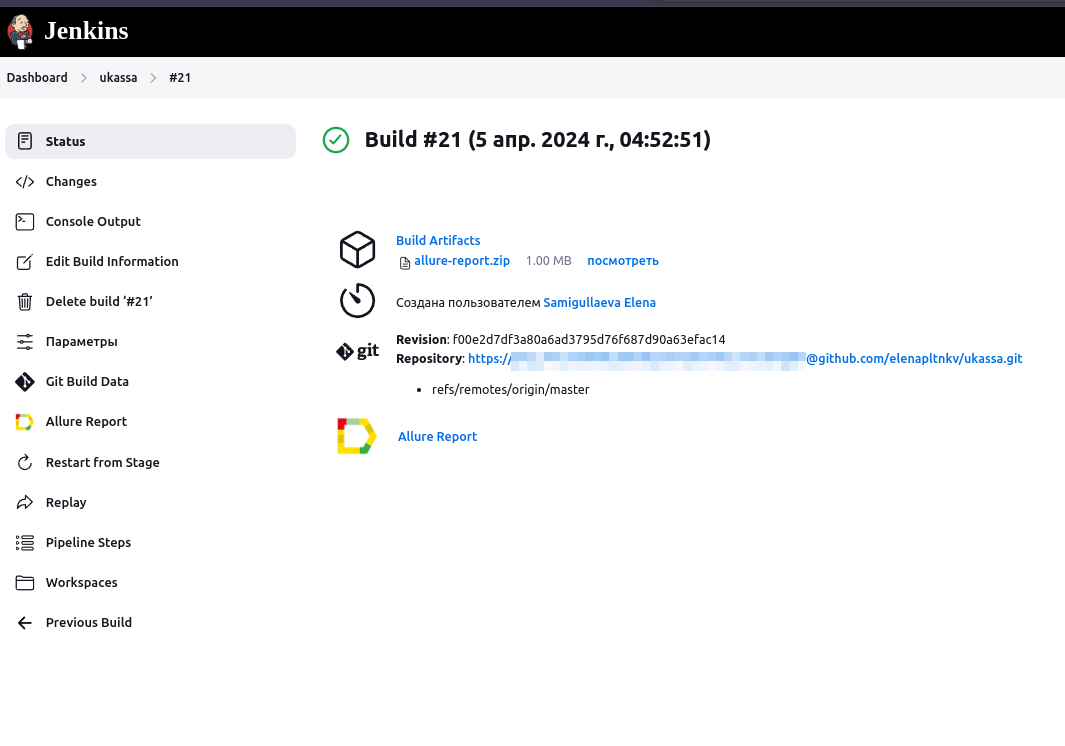 Jenkins
Dashboard > ukassa > #21
Status
Changes
Console Output
Edit Build Information
Delete build ‘#21’
Параметры
Git Build Data
Allure Report
Restart from Stage
Replay
Pipeline Steps
Workspaces
Previous Build
Build #21 (5 апр. 2024 г., 04:52:51)
Build Artifacts
allure-report.zip 1.00 MB посмотреть
Создана пользователем Samigullaeva Elena
git
Revision: f00e2d7df3a80a6ad3795d76f687d90a63efac14
Repository: https://@github.com/elenapltnkv/ukassa.git
• refs/remotes/origin/master
Allure Report